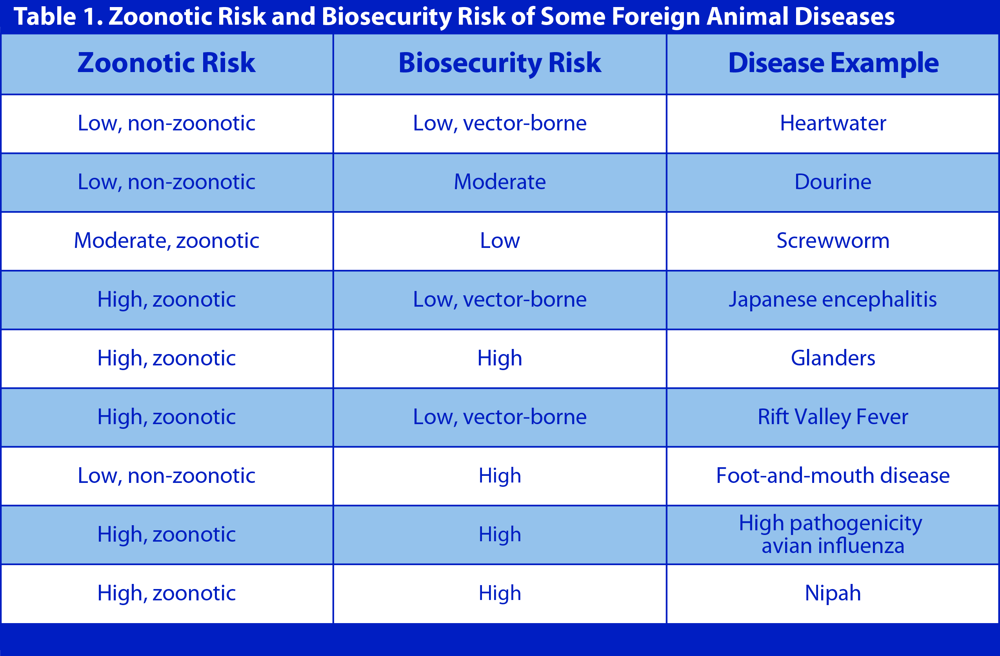 Table 1. Zoonotic Risk and Biosecurity Risk of Some Foreign Animal Diseases
Zoonotic Risk Biosecurity Risk Disease Example
Low, non-zoonotic Low, vector-borne Heartwater
Low, non-zoonotic Moderate Dourine
Moderate, zoonotic Low Screwworm
High, zoonotic Low, vector-borne Japanese encephalitis
High, zoonotic High Glanders
High, zoonotic Low, vector-borne Rift Valley Fever
Low, non-zoonotic High Foot-and-mouth disease
High, zoonotic High High pathogenicity
avian influenza
High, zoonotic High Nipah